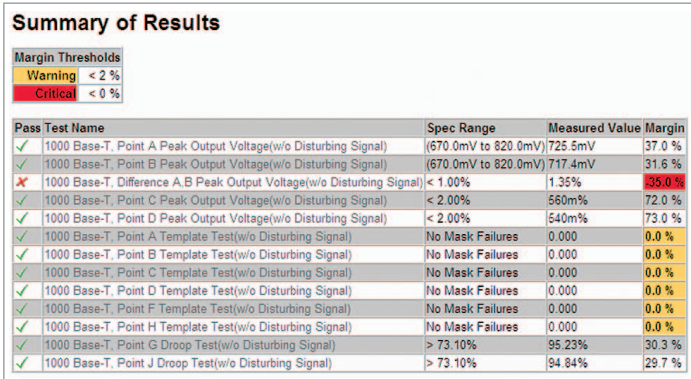 Summary of Results
Margin Thresholds
Warning < 2 %
Critical < 0 %
Pass Test Name Spec Range Measured Value Margin
1000 Base-T, Point A Peak Output Voltage(w/o Disturbing Signal) (670.0mV to 820.0mV) 725.5mV 37.0 %
1000 Base-T, Point B Peak Output Voltage(w/o Disturbing Signal) (670.0mV to 820.0mV) 717.4mV 31.6 %
1000 Base-T, Difference A,B Peak Output Voltage(w/o Disturbing Signal) < 1.00% 1.35% -35.0 %
1000 Base-T, Point C Peak Output Voltage(w/o Disturbing Signal) < 2.00% 560m% 72.0 %
1000 Base-T, Point D Peak Output Voltage(w/o Disturbing Signal) < 2.00% 540m% 73.0 %
1000 Base-T, Point A Template Test(w/o Disturbing Signal) No Mask Failures 0.000 0.0 %
1000 Base-T, Point B Template Test(w/o Disturbing Signal) No Mask Failures 0.000 0.0 %
1000 Base-T, Point C Template Test(w/o Disturbing Signal) No Mask Failures 0.000 0.0 %
1000 Base-T, Point D Template Test(w/o Disturbing Signal) No Mask Failures 0.000 0.0 %
1000 Base-T, Point F Template Test(w/o Disturbing Signal) No Mask Failures 0.000 0.0 %
1000 Base-T, Point H Template Test(w/o Disturbing Signal) No Mask Failures 0.000 0.0 %
1000 Base-T, Point G Droop Test(w/o Disturbing Signal) > 73.10% 95.23% 30.3 %
1000 Base-T, Point J Droop Test(w/o Disturbing Signal) > 73.10% 94.84% 29.7 %